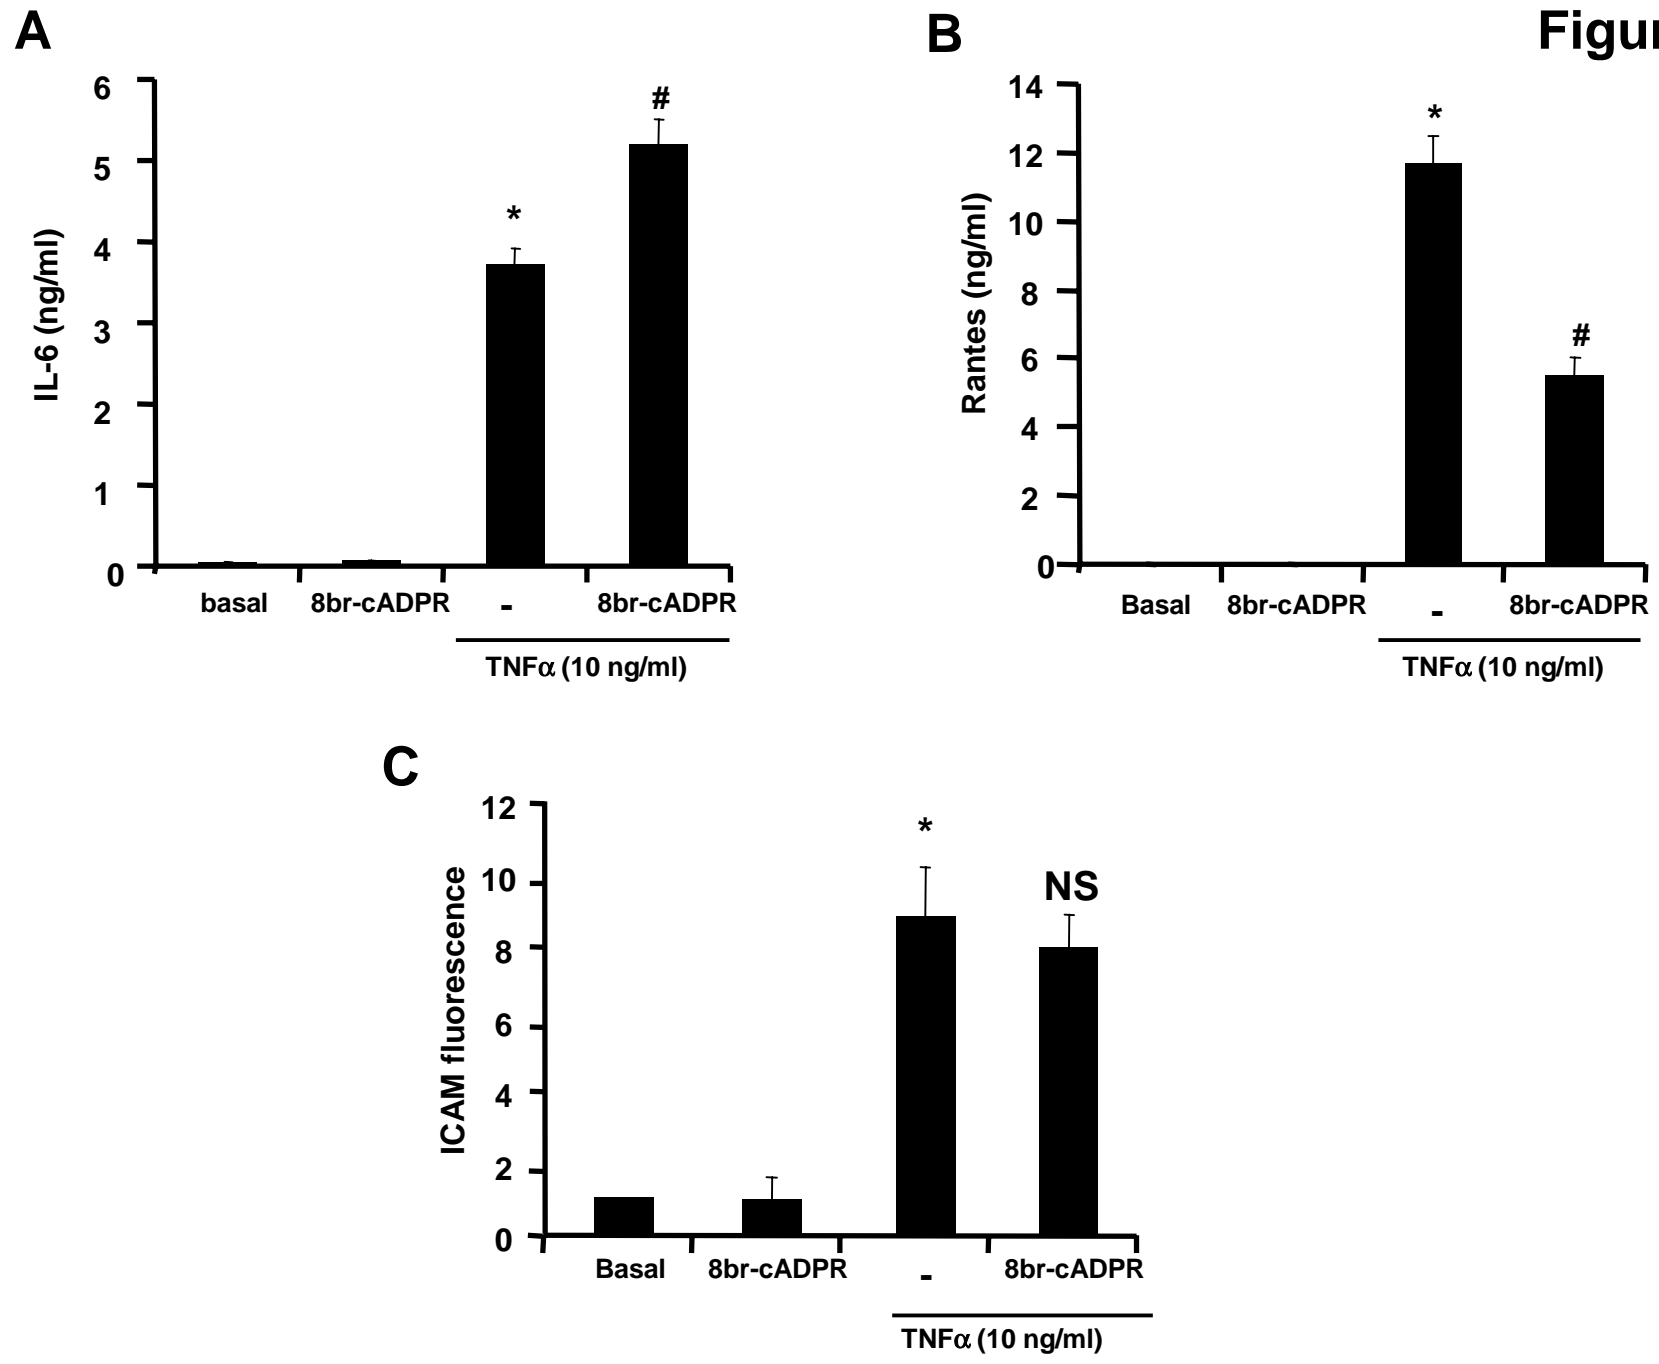 A
B
Figur
6
5
4
3
2
1
0
IL-6 (ng/ml)
*
#
basal
8br-cADPR
-
8br-cADPR
TNFα (10 ng/ml)
14
12
10
8
6
4
2
0
Rantes (ng/ml)
*
#
Basal
8br-cADPR
-
8br-cADPR
TNFα (10 ng/ml)
C
12
10
8
6
4
2
0
ICAM fluorescence
*
NS
Basal
8br-cADPR
-
8br-cADPR
TNFα (10 ng/ml)